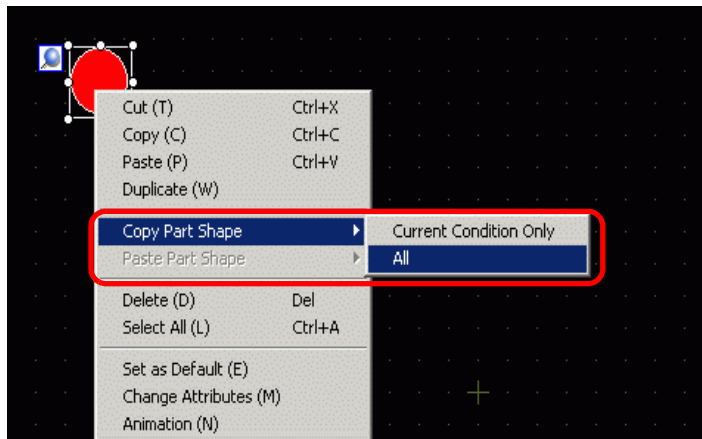 Cut (T) Ctrl+X
Copy (C) Ctrl+C
Paste (P) Ctrl+V
Duplicate (W)
Copy Part Shape Current Condition Only
Paste Part Shape All
Delete (D) Del
Select All (L) Ctrl+A
Set as Default (E)
Change Attributes (M)
Animation (N)